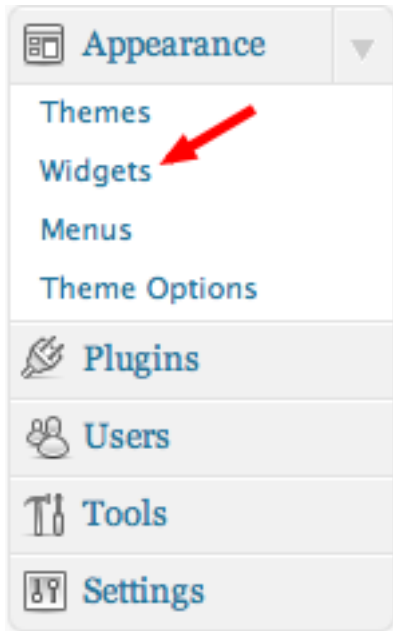 Appearance
Themes
Widgets
Menus
Theme Options
Plugins
Users
Tools
Settings